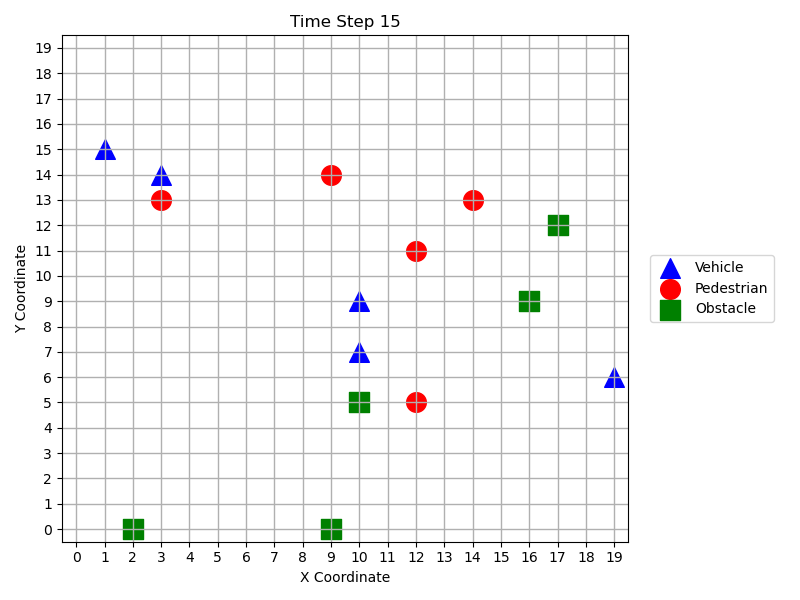 Time Step 15
19
18
17
16
15
14
13
12
11
10
9
8
7
6
5
4
3
2
1
0
Y Coordinate
0 1 2 3 4 5 6 7 8 9 10 11 12 13 14 15 16 17 18 19
X Coordinate
Vehicle
Pedestrian
Obstacle